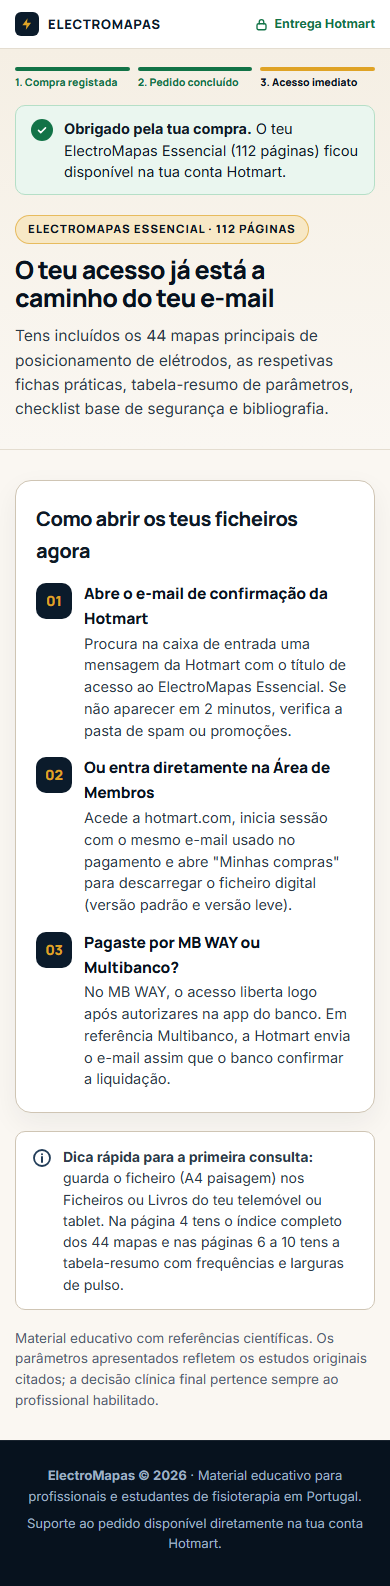 ELECTROMAPAS
Entrega Hotmart
1. Compra registada
2. Pedido concluído
3. Acesso imediato
Obrigado pela tua compra. O teu
ElectroMapas Essencial (112 páginas) ficou
disponível na tua conta Hotmart.
ELECTROMAPAS ESSENCIAL · 112 PÁGINAS
O teu acesso já está a
caminho do teu e-mail
Tens incluídos os 44 mapas principais de
posicionamento de elétrodos, as respetivas
fichas práticas, tabela-resumo de parâmetros,
checklist base de segurança e bibliografia.
Como abrir os teus ficheiros
agora
01
Abre o e-mail de confirmação da
Hotmart
Procura na caixa de entrada uma
mensagem da Hotmart com o título de
acesso ao ElectroMapas Essencial. Se
não aparecer em 2 minutos, verifica a
pasta de spam ou promoções.
02
Ou entra diretamente na Área de
Membros
Acede a hotmart.com, inicia sessão
com o mesmo e-mail usado no
pagamento e abre "Minhas compras"
para descarregar o ficheiro digital
(versão padrão e versão leve).
03
Pagaste por MB WAY ou
Multibanco?
No MB WAY, o acesso liberta logo
após autorizares na app do banco. Em
referência Multibanco, a Hotmart envia
o e-mail assim que o banco confirmar
a liquidação.
Dica rápida para a primeira consulta:
guarda o ficheiro (A4 paisagem) nos
Ficheiros ou Livros do teu telemóvel ou
tablet. Na página 4 tens o índice completo
dos 44 mapas e nas páginas 6 a 10 tens a
tabela-resumo com frequências e larguras
de pulso.
Material educativo com referências científicas. Os
parâmetros apresentados refletem os estudos originais
citados; a decisão clínica final pertence sempre ao
profissional habilitado.
ElectroMapas © 2026 · Material educativo para
profissionais e estudantes de fisioterapia em Portugal.
Suporte ao pedido disponível diretamente na tua conta
Hotmart.